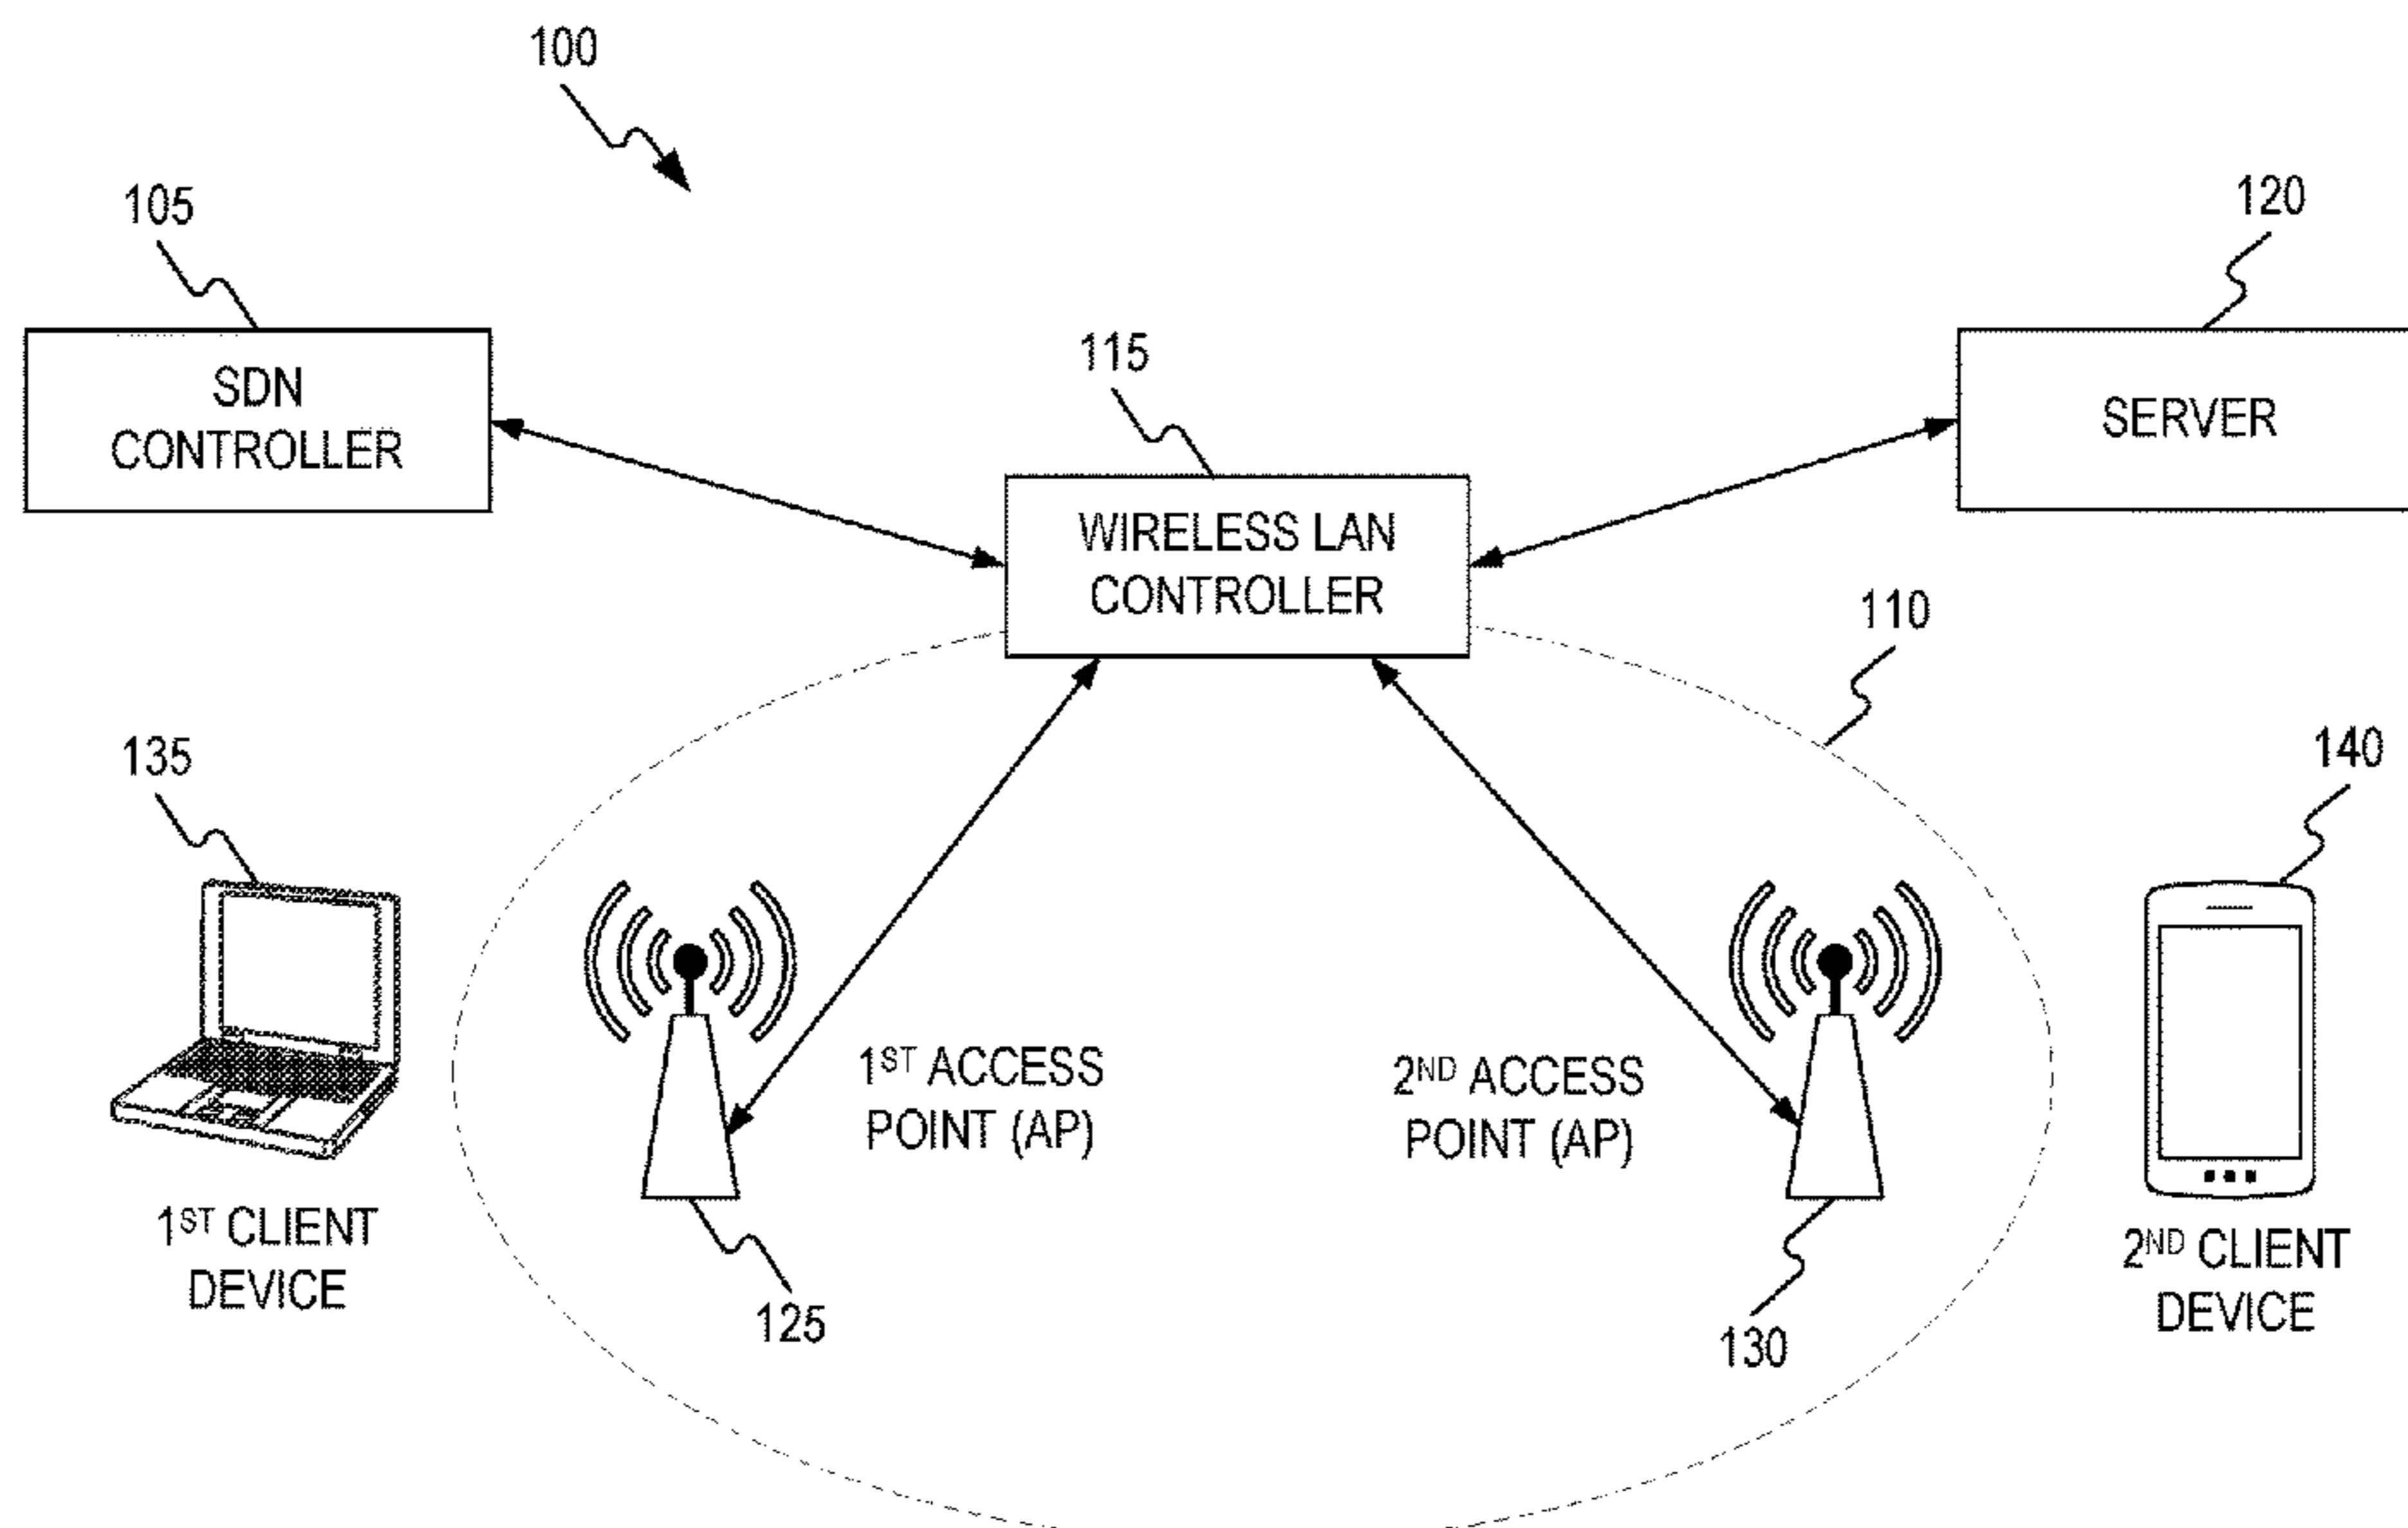 100
105
120
SDN
CONTROLLER
115
SERVER
WIRELESS LAN
CONTROLLER
110
135
140
1ST ACCESS
POINT (AP)
2ND ACCESS
POINT (AP)
1ST CLIENT
DEVICE
2ND CLIENT
DEVICE
125
130